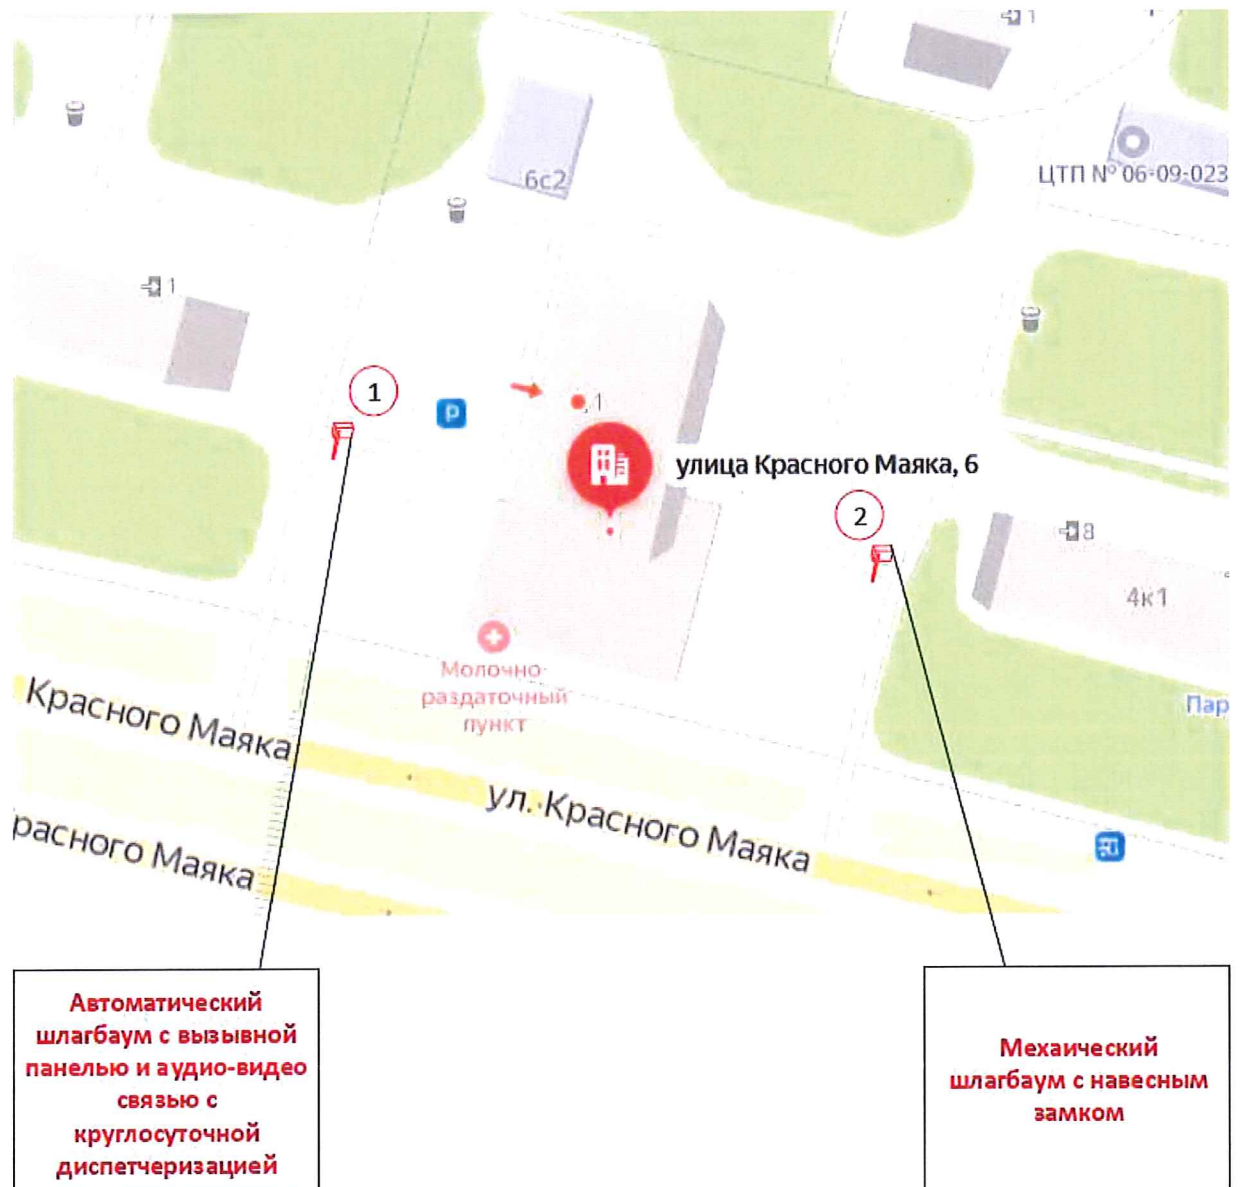 1
6с2
ЦТП № 06-09-023
1
1
P
1
улица Красного Маяка, 6
2
8
4к1
Молочно-
раздаточный
пункт
Пар
Красного Маяка
ул. Красного Маяка
расного Маяка
Автоматический
шлагбаум с вызывной
панелью и аудио-видео
связью с
круглосуточной
диспетчеризацией
Мехаический
шлагбаум с навесным
замком